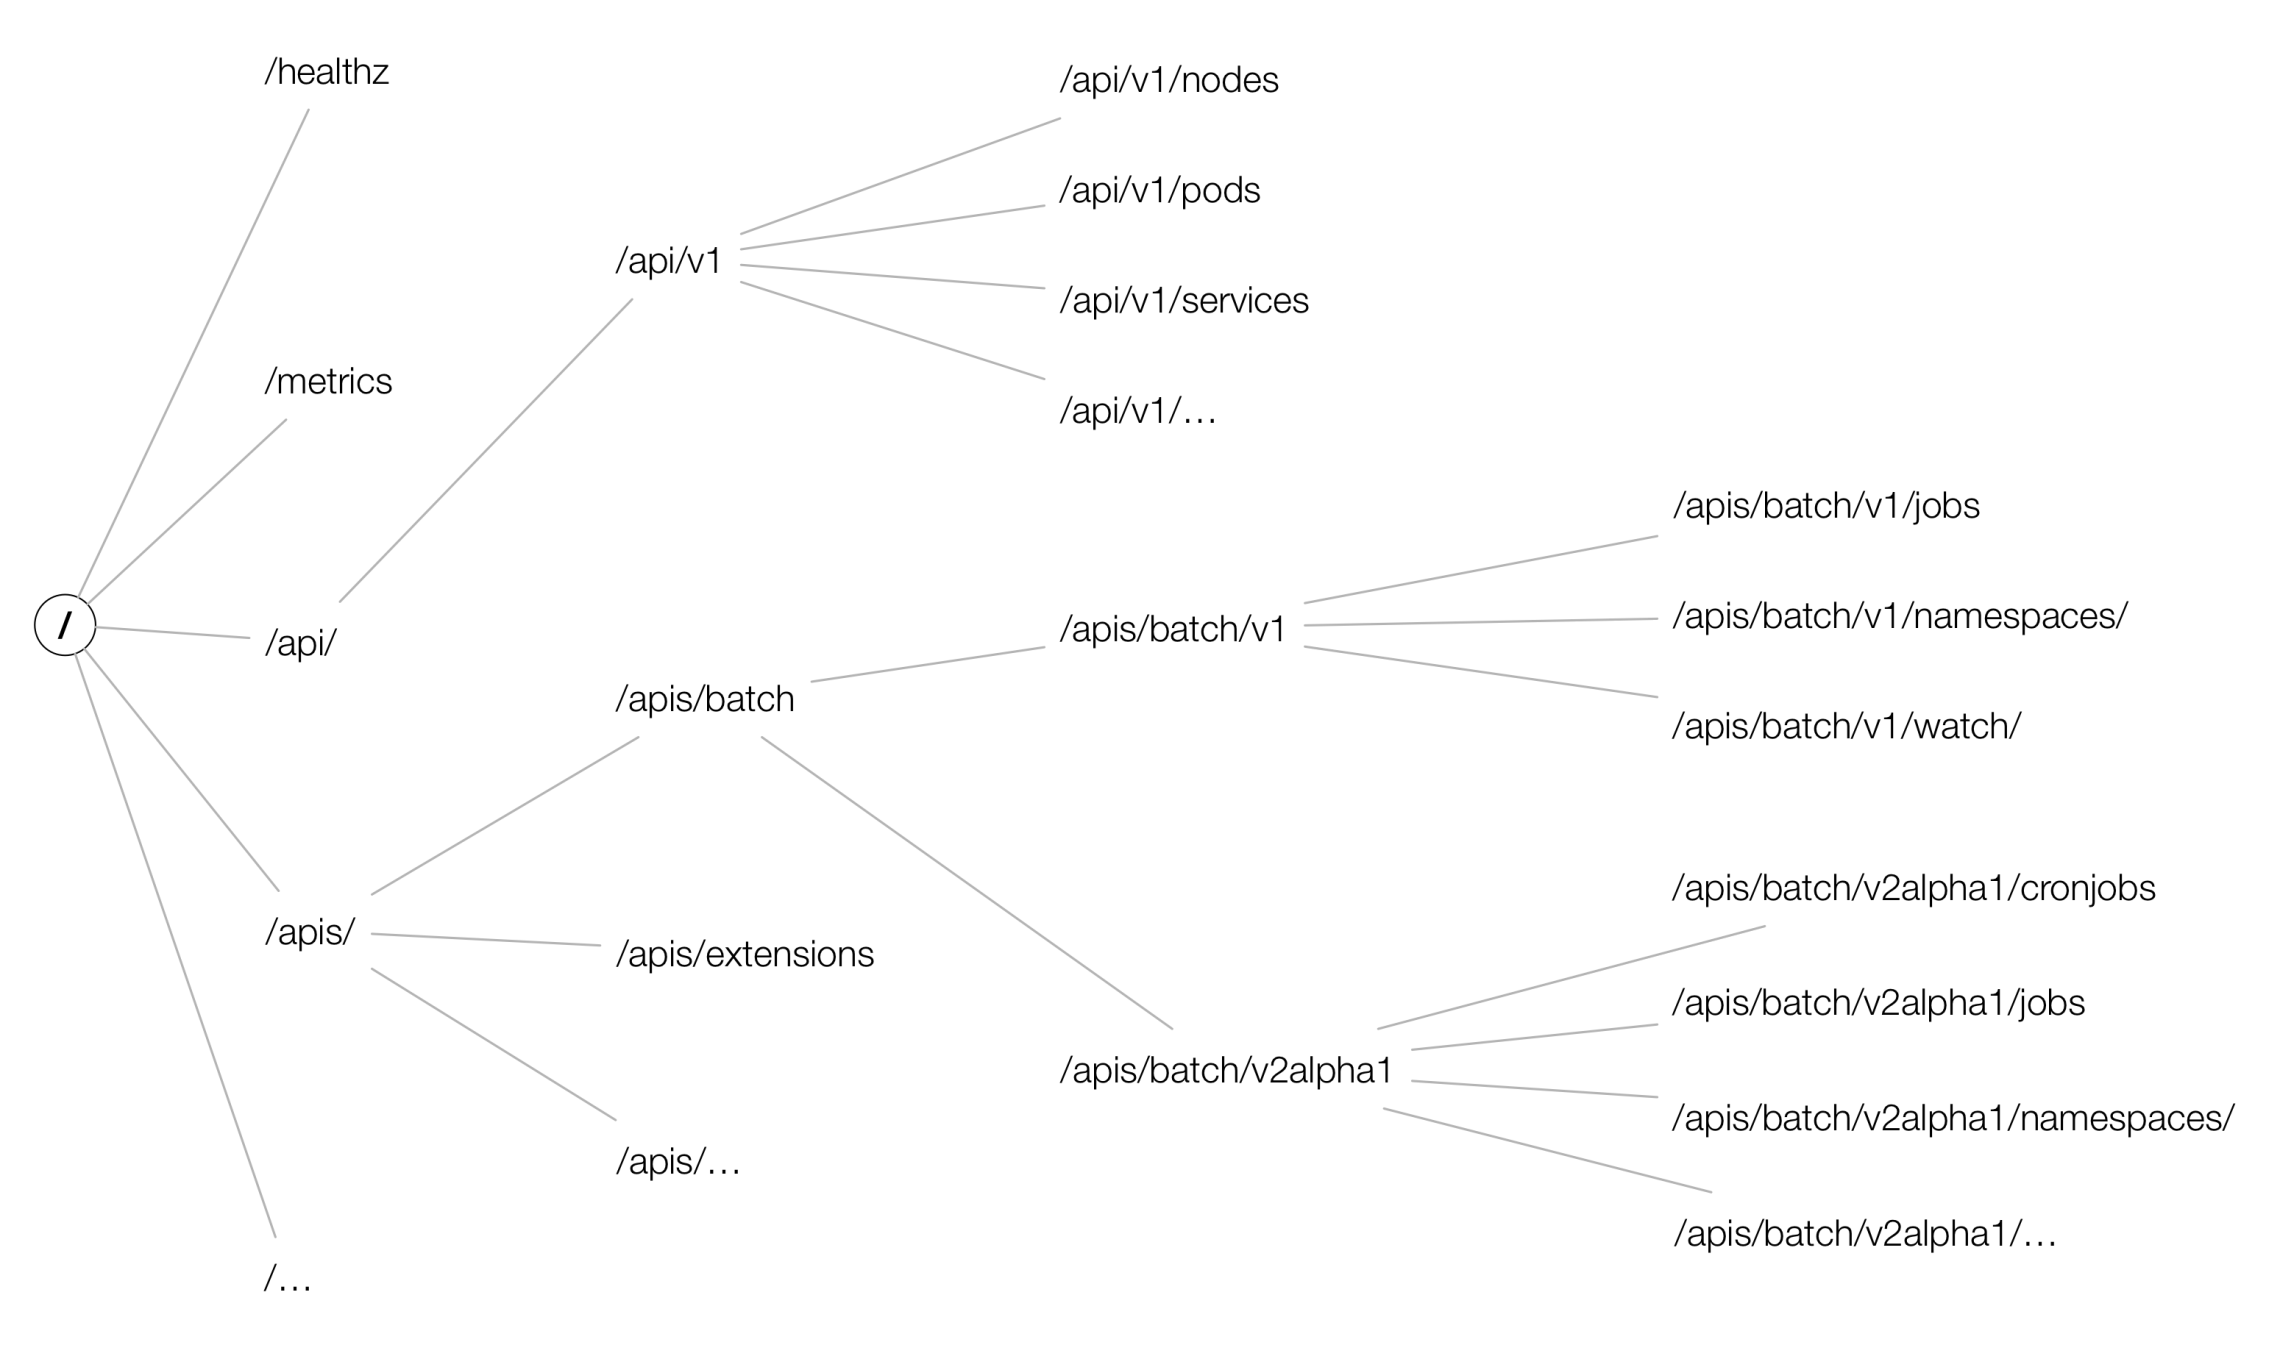 /healthz
/metrics
/
/api/
/apis/
/…
/api/v1
/apis/batch
/apis/extensions
/apis/…
/api/v1/nodes
/api/v1/pods
/api/v1/services
/api/v1/…
/apis/batch/v1
/apis/batch/v2alpha1
/apis/batch/v1/jobs
/apis/batch/v1/namespaces/
/apis/batch/v1/watch/
/apis/batch/v2alpha1/cronjobs
/apis/batch/v2alpha1/jobs
/apis/batch/v2alpha1/namespaces/
/apis/batch/v2alpha1/…